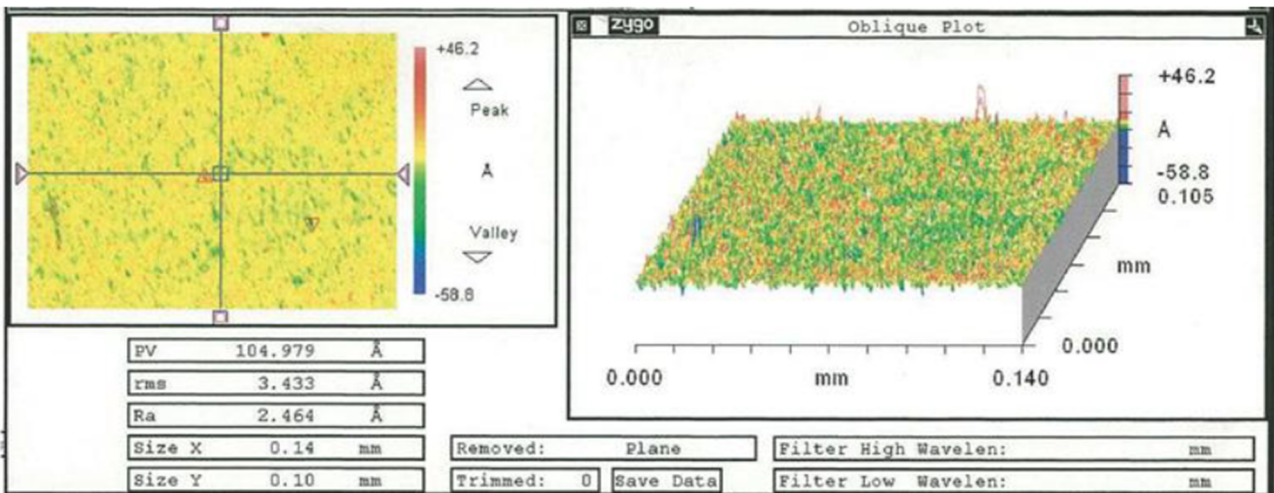 +46.2
Peak
Å
Valley
-58.8
zygo Oblique Plot
+46.2
Å
-58.8
0.105
mm
0.000
0.000 mm 0.140
PV 104.979 Å
rms 3.433 Å
Ra 2.464 Å
Size X 0.14 mm
Size Y 0.10 mm
Removed: Plane
Trimmed: 0 Save Data
Filter High Wavelen: mm
Filter Low Wavelen: mm